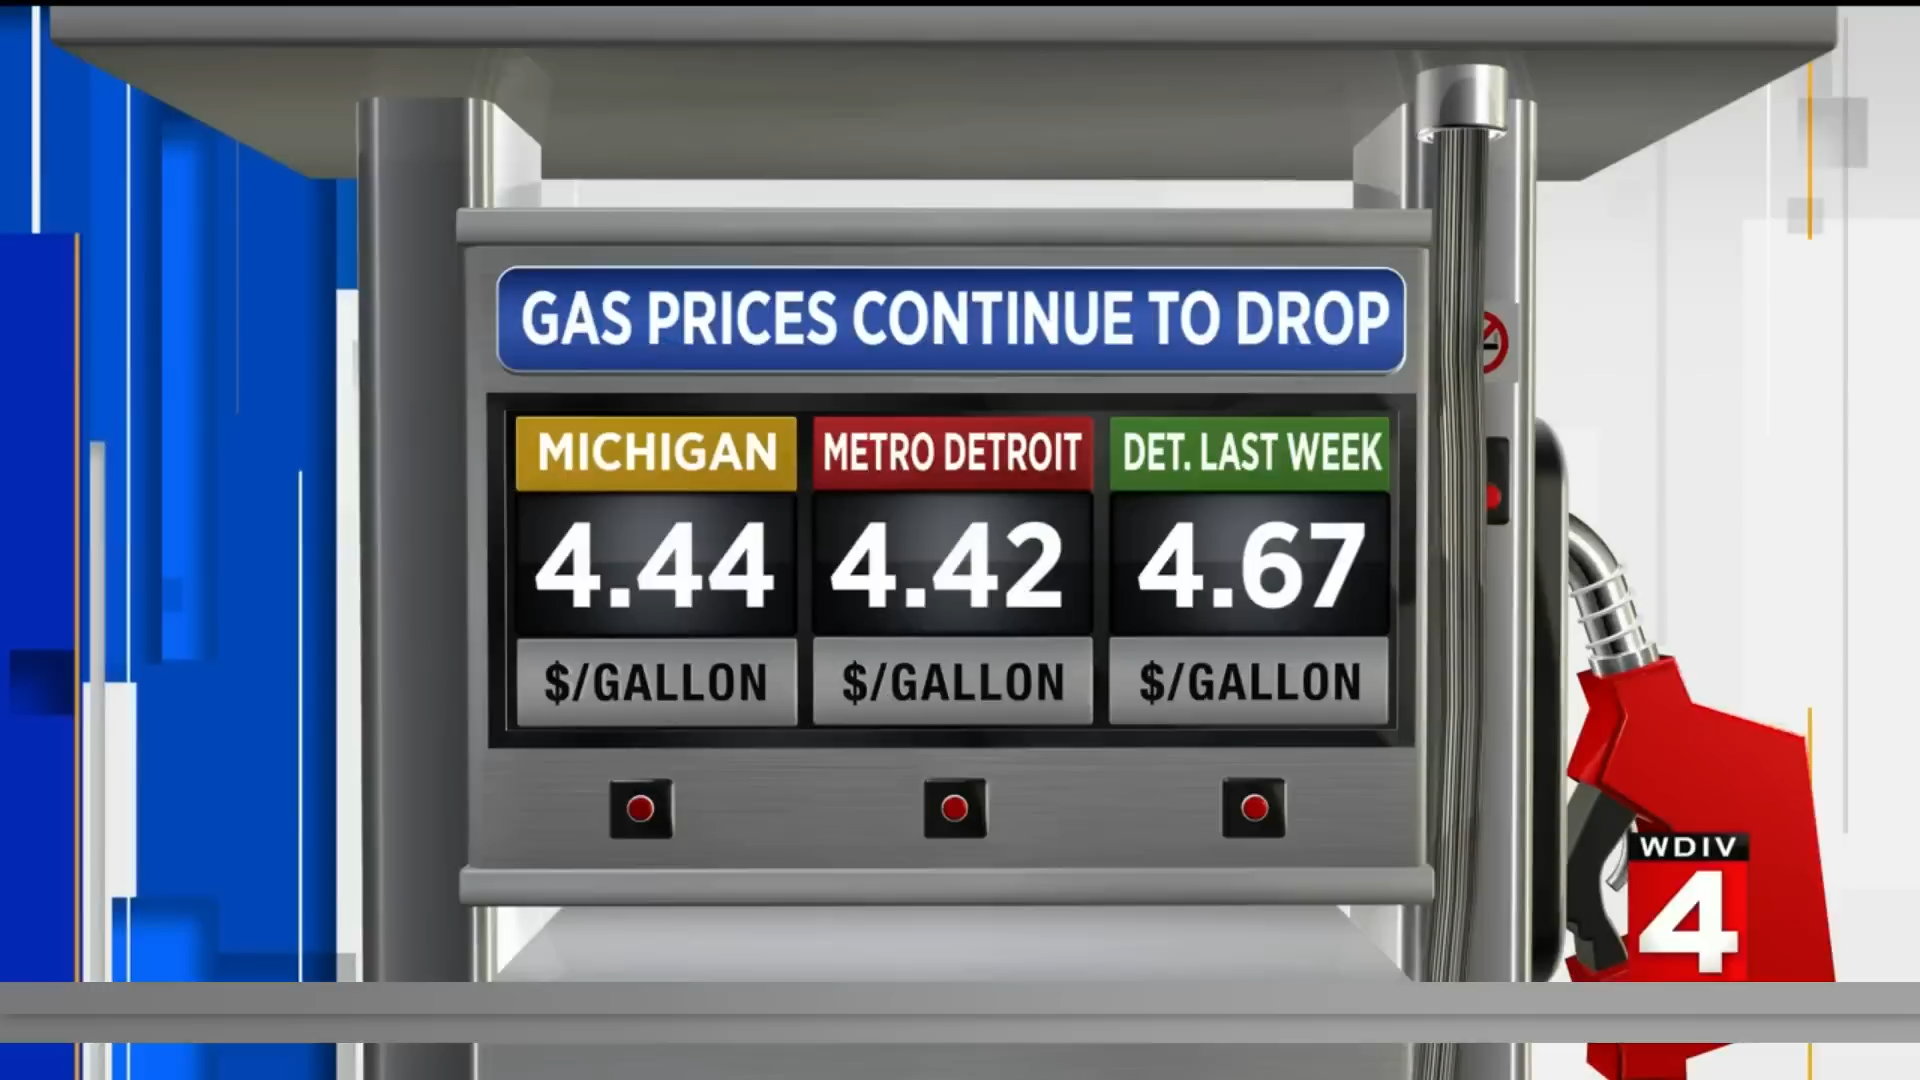 GAS PRICES CONTINUE TO DROP
MICHIGAN
4.44
$/GALLON
METRO DETROIT
4.42
$/GALLON
DET. LAST WEEK
4.67
$/GALLON
WDIV
4